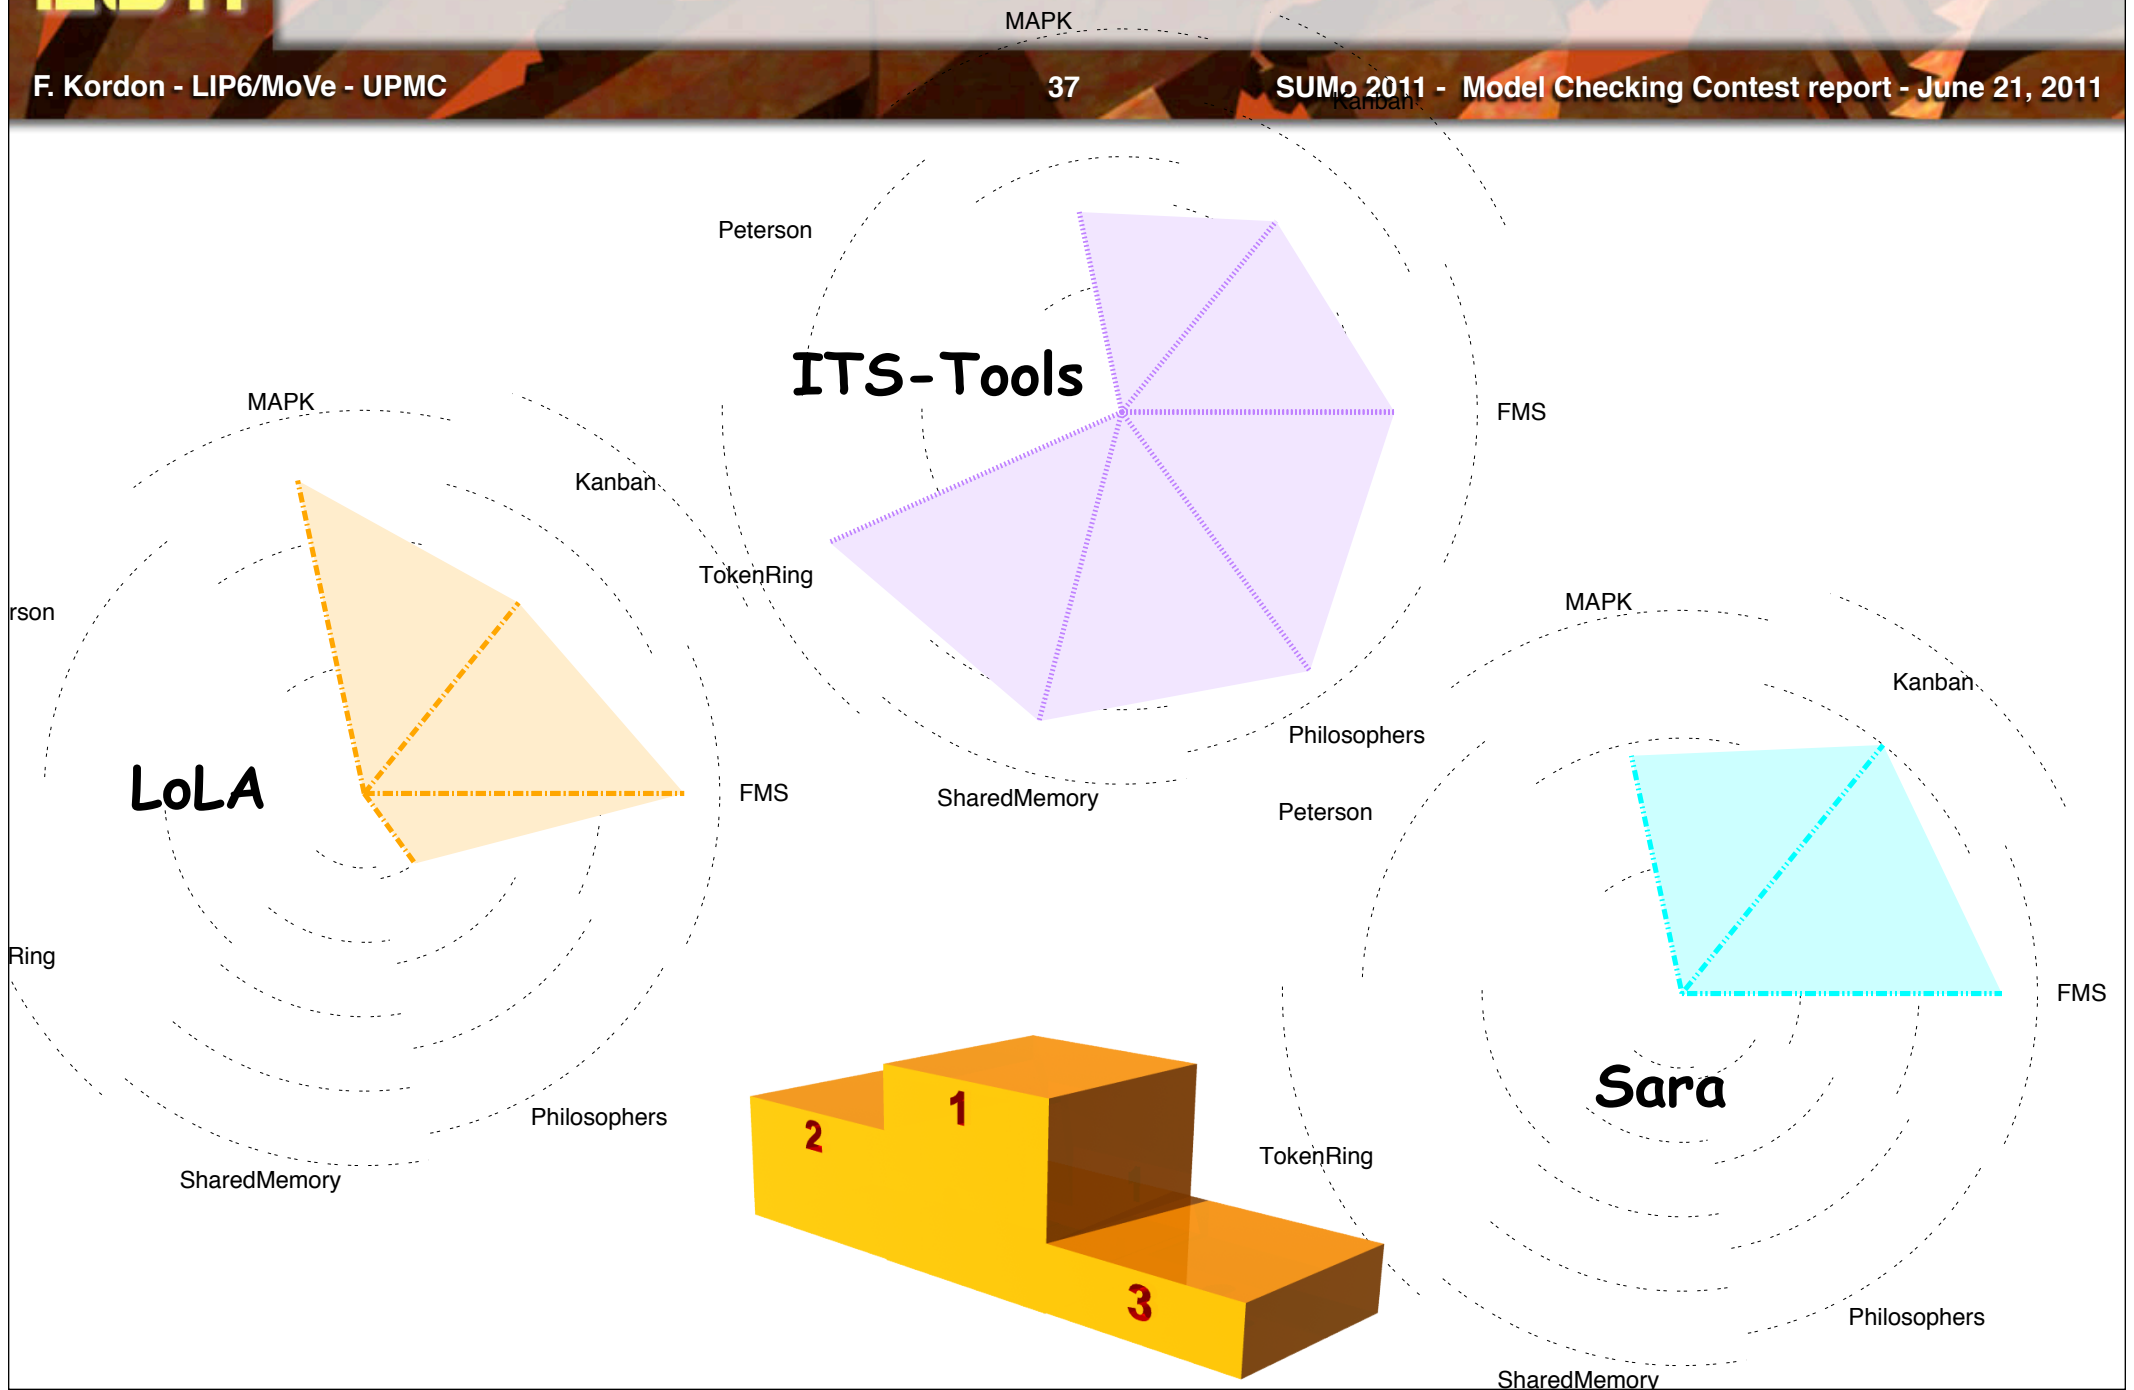 MAPK
F. Kordon - LIP6/MoVe - UPMC
37
SUMo 2011 - Model Checking Contest report - June 21, 2011
Kanban
Peterson
ITS-Tools
FMS
TokenRing
Philosophers
SharedMemory
MAPK
Kanban
rson
LoLA
FMS
Ring
Philosophers
SharedMemory
MAPK
Kanban
Peterson
FMS
Sara
TokenRing
Philosophers
SharedMemory
1
2
3